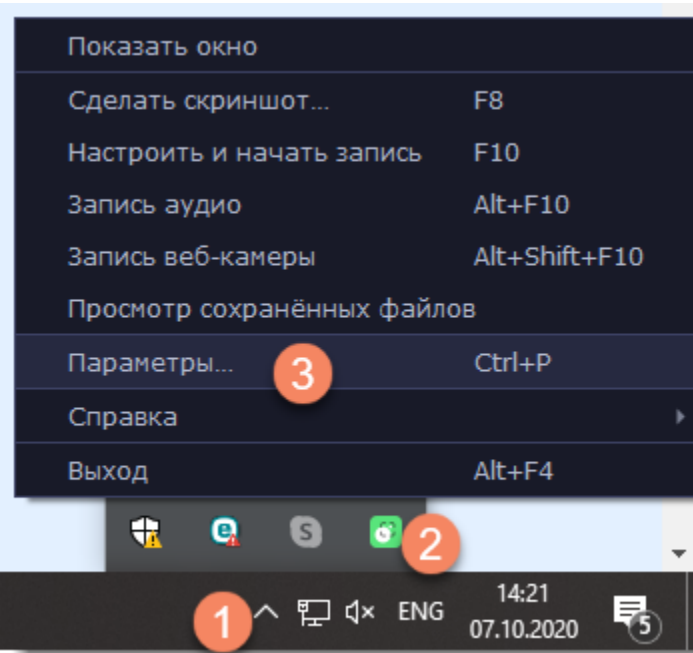 Показать окно
Сделать скриншот... F8
Настроить и начать запись F10
Запись аудио Alt+F10
Запись веб-камеры Alt+Shift+F10
Просмотр сохранённых файлов
Параметры... 3 Ctrl+P
Справка
Выход Alt+F4
e S 2
1 ENG 14:21
07.10.2020 5